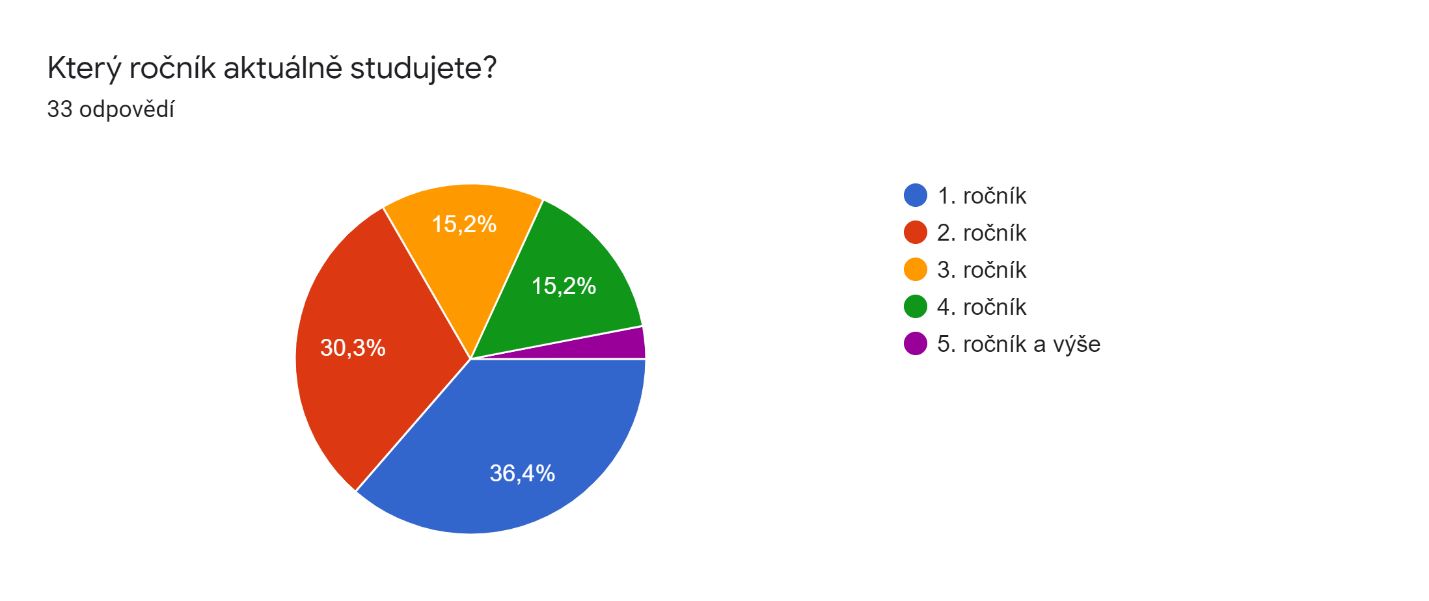 Který ročník aktuálně studujete?
33 odpovědí
15,2%
15,2%
30,3%
36,4%
1. ročník
2. ročník
3. ročník
4. ročník
5. ročník a výše